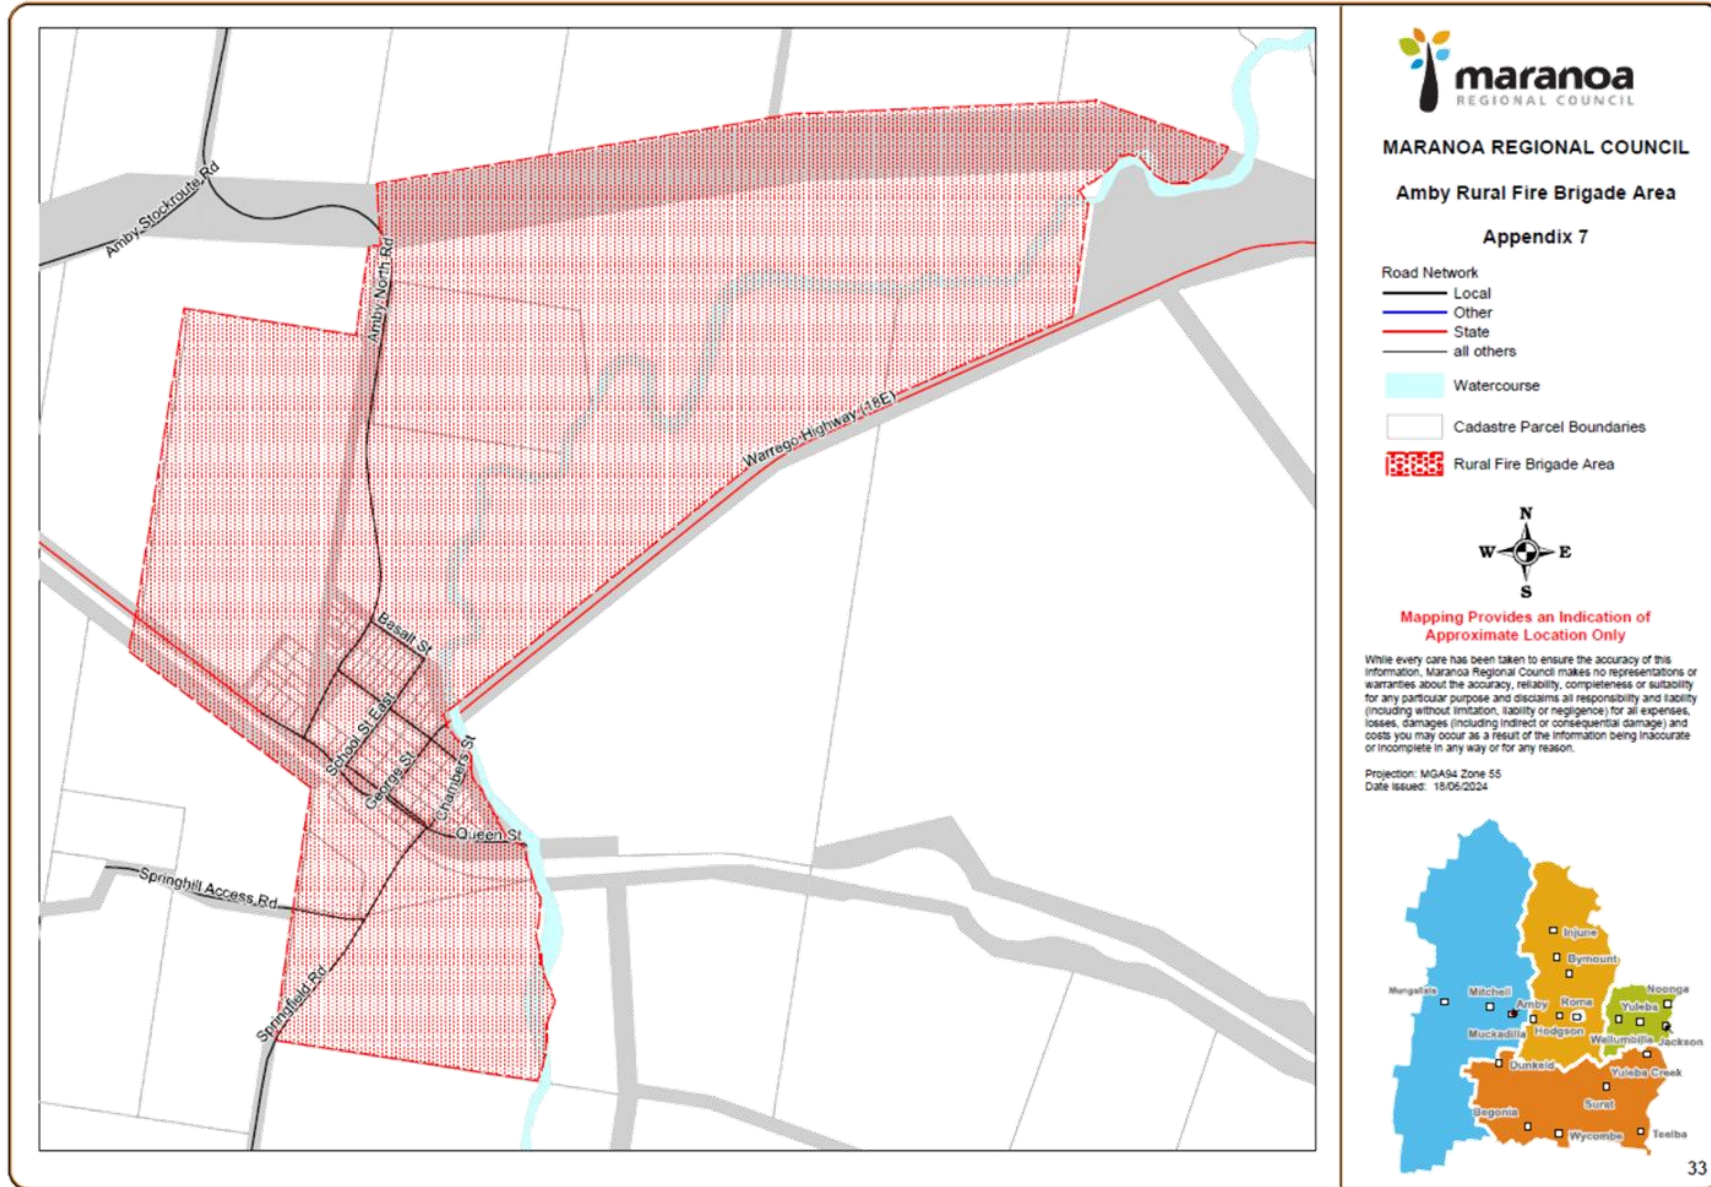 Amby Stockroute Rd
Amby North Rd
Warrego Highway (18E)
Basalt St
School St East
George St
Chambers St
Queen St
Springhill Access Rd
Springfield Rd
maranoa
REGIONAL COUNCIL
MARANOA REGIONAL COUNCIL
Amby Rural Fire Brigade Area
Appendix 7
Road Network
Local
Other
State
all others
Watercourse
Cadastre Parcel Boundaries
Rural Fire Brigade Area
N
W E
S
Mapping Provides an Indication of
Approximate Location Only
While every care has been taken to ensure the accuracy of this
information, Maranoa Regional Council makes no representations or
warranties about the accuracy, reliability, completeness or suitability
for any particular purpose and disclaims all responsibility and liability
(including without limitation, liability or negligence) for all expenses,
losses, damages (including indirect or consequential damage) and
costs you may occur as a result of the information being inaccurate
or incomplete in any way or for any reason.
Projection: MGA94 Zone 55
Date Issued: 18/06/2024
Injune
Bymount
Mungallala
Mitchell
Amby
Roma
Noonga
Yuleba
Muckadilla
Hodgson
Wallumbilla
Jackson
Dunkeld
Yuleba Creek
Surat
Begonia
Wycombe
Teelba
33